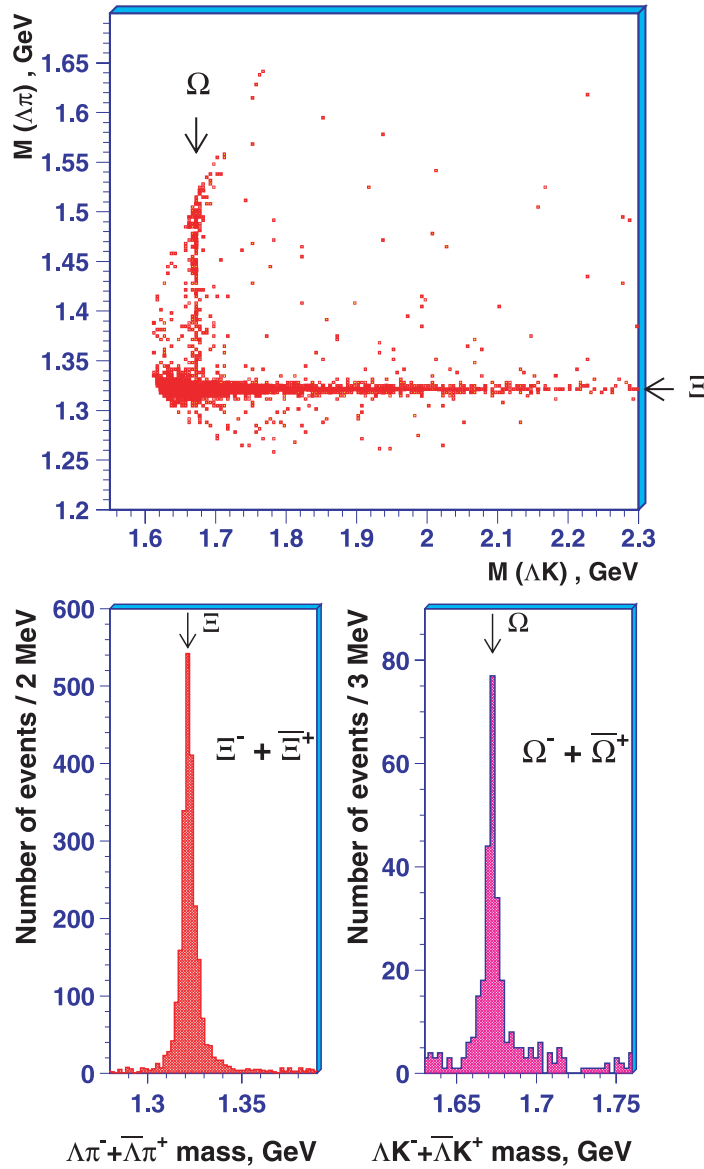 M (Λπ) , GeV
1.65
1.6
1.55
1.5
1.45
1.4
1.35
1.3
1.25
1.2
Ω
Ξ
1.6 1.7 1.8 1.9 2 2.1 2.2 2.3
M (ΛK) , GeV
Number of events / 2 MeV
600
500
400
300
200
100
0
Ξ
Ξ⁻ + Ξ̅⁺
1.3 1.35
Λπ⁻+Λ̅π⁺ mass, GeV
Number of events / 3 MeV
80
60
40
20
0
Ω
Ω⁻ + Ω̅⁺
1.65 1.7 1.75
ΛK⁻+Λ̅K⁺ mass, GeV